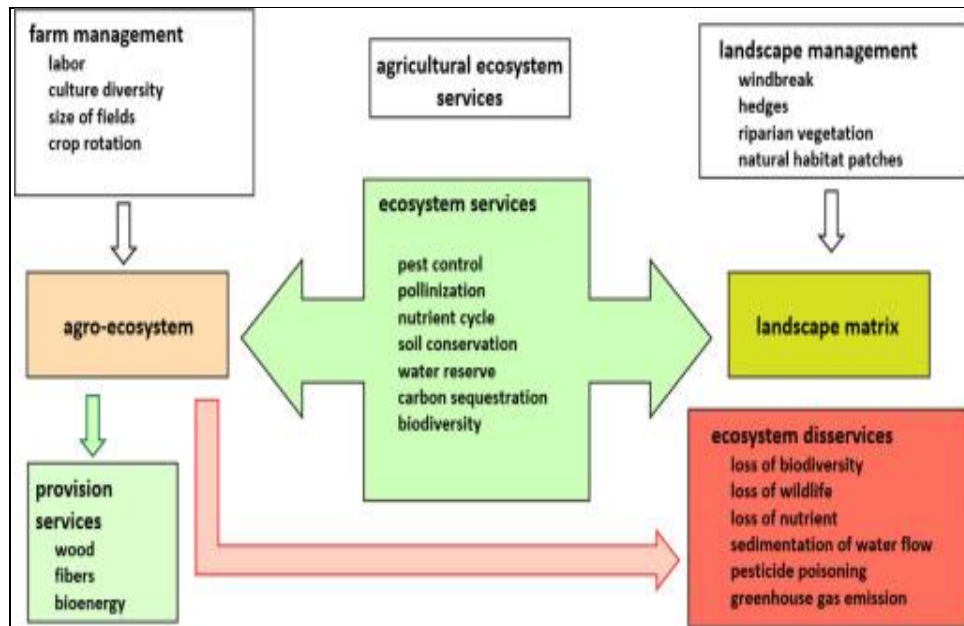 farm management
labor
culture diversity
size of fields
crop rotation
agricultural ecosystem
services
landscape management
windbreak
hedges
riparian vegetation
natural habitat patches
ecosystem services
pest control
pollinization
nutrient cycle
soil conservation
water reserve
carbon sequestration
biodiversity
agro-ecosystem
landscape matrix
provision
services
wood
fibers
bioenergy
ecosystem disservices
loss of biodiversity
loss of wildlife
loss of nutrient
sedimentation of water flow
pesticide poisoning
greenhouse gas emission